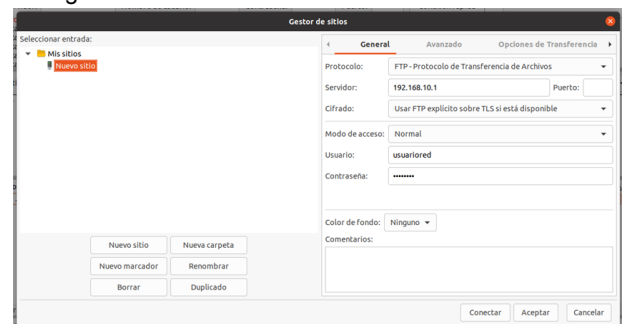 Gestor de sitios
Seleccionar entrada:
Mis sitios
Nuevo sitio
Nuevo sitio Nueva carpeta
Nuevo marcador Renombrar
Borrar Duplicado
General Avanzado Opciones de Transferencia
Protocolo: FTP - Protocolo de Transferencia de Archivos
Servidor: 192.168.10.1 Puerto:
Cifrado: Usar FTP explícito sobre TLS si está disponible
Modo de acceso: Normal
Usuario: usuariored
Contraseña: ••••••••
Color de fondo: Ninguno
Comentarios:
Conectar Aceptar Cancelar